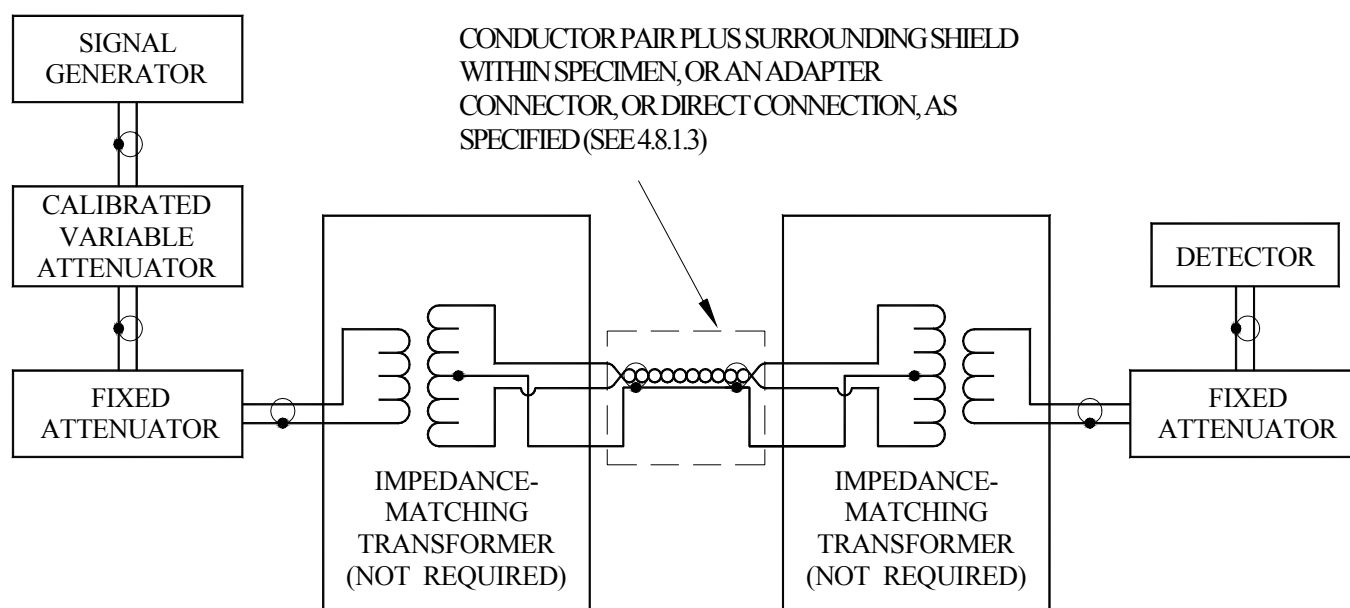 SIGNAL
GENERATOR
CONDUCTOR PAIR PLUS SURROUNDING SHIELD
WITHIN SPECIMEN, OR AN ADAPTER
CONNECTOR, OR DIRECT CONNECTION, AS
SPECIFIED (SEE 4.8.1.3)
CALIBRATED
VARIABLE
ATTENUATOR
DETECTOR
FIXED
ATTENUATOR
FIXED
ATTENUATOR
IMPEDANCE-
MATCHING
TRANSFORMER
(NOT REQUIRED)
IMPEDANCE-
MATCHING
TRANSFORMER
(NOT REQUIRED)